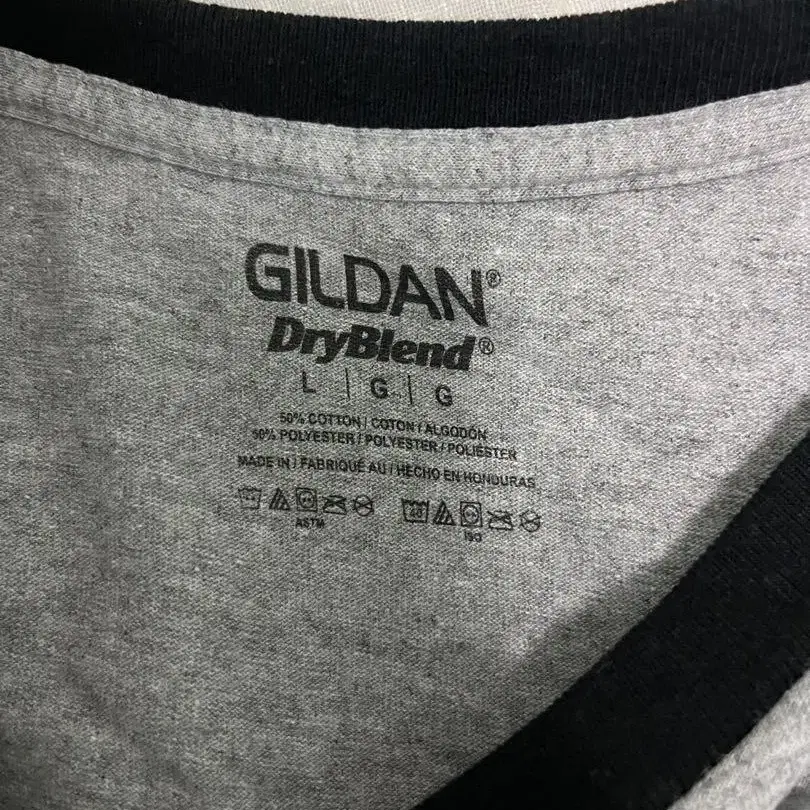 GILDAN®
DryBlend®
L | G | G
50% COTTON / COTON / ALGODÓN
50% POLYESTER / POLYESTER / POLIÉSTER
MADE IN / FABRIQUÉ AU / HECHO EN HONDURAS
ASTM ISO